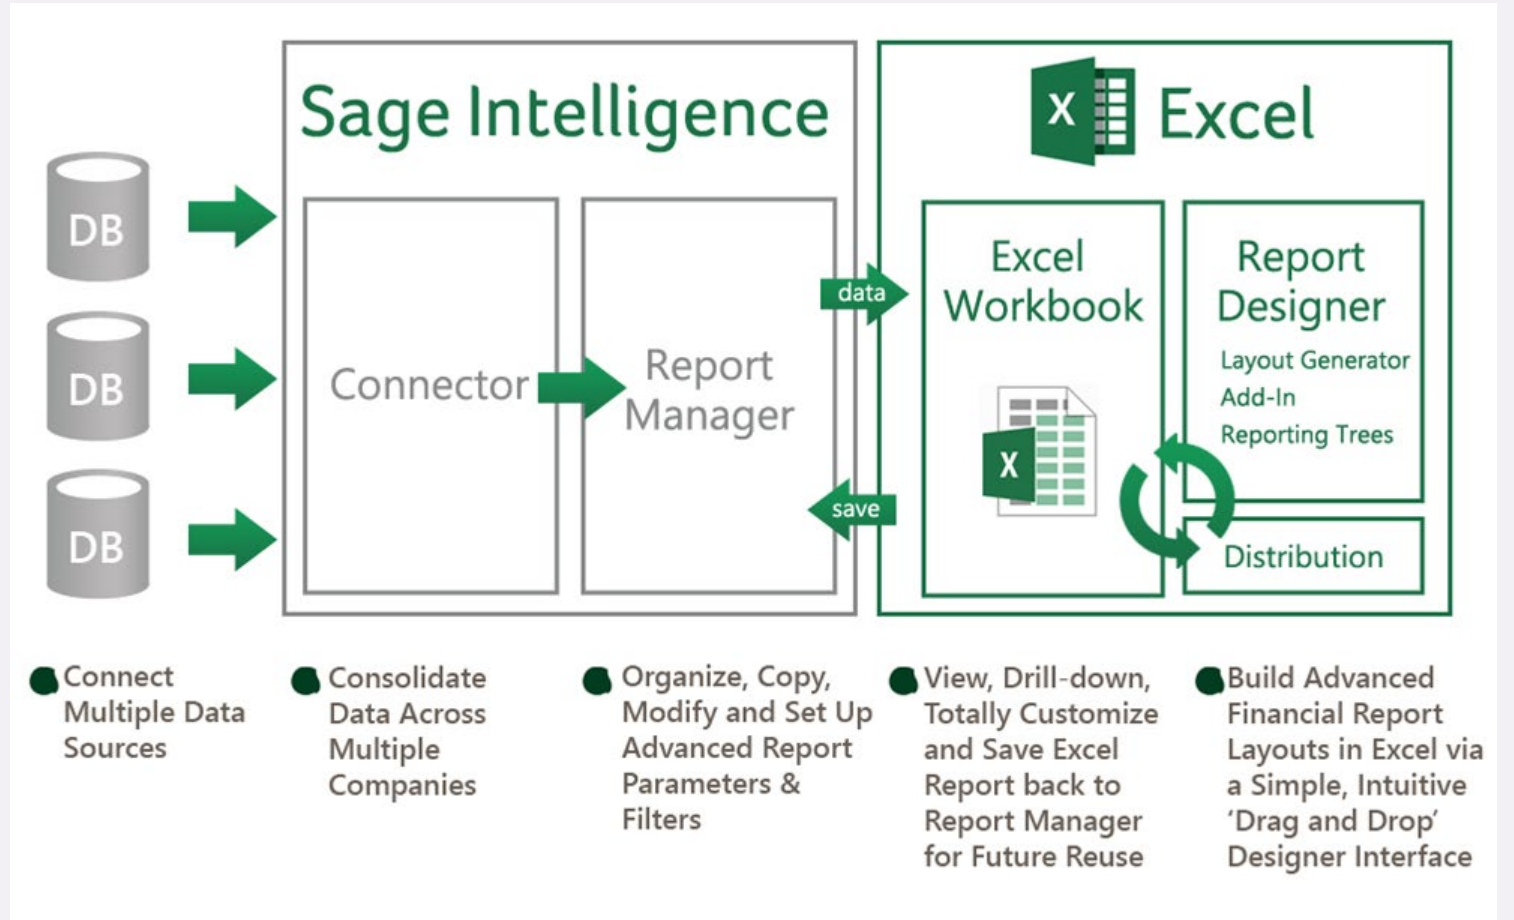 Sage Intelligence
X
Excel
DB
DB
DB
Connector
Report
Manager
data
save
Excel
Workbook
X
Report
Designer
Layout Generator
Add-In
Reporting Trees
Distribution
Connect
Multiple Data
Sources
Consolidate
Data Across
Multiple
Companies
Organize, Copy,
Modify and Set Up
Advanced Report
Parameters &
Filters
View, Drill-down,
Totally Customize
and Save Excel
Report back to
Report Manager
for Future Reuse
Build Advanced
Financial Report
Layouts in Excel via
a Simple, Intuitive
‘Drag and Drop’
Designer Interface